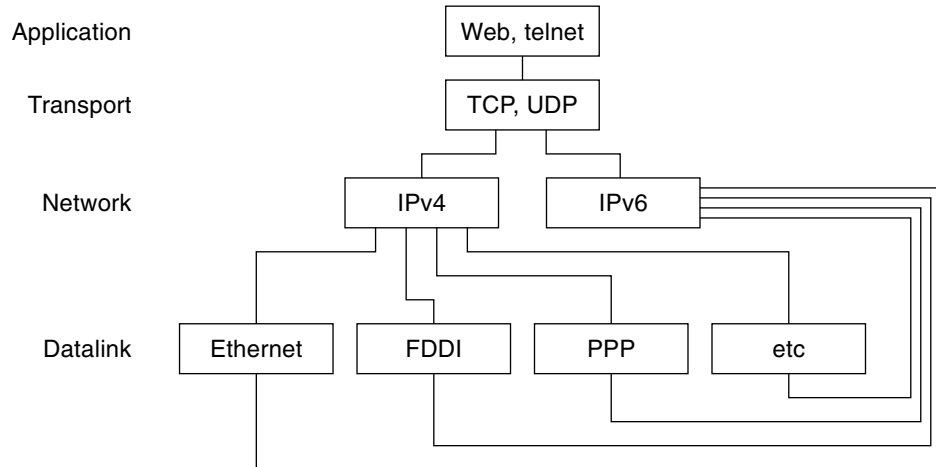 Application
Web, telnet
Transport
TCP, UDP
Network
IPv4
IPv6
Datalink
Ethernet
FDDI
PPP
etc